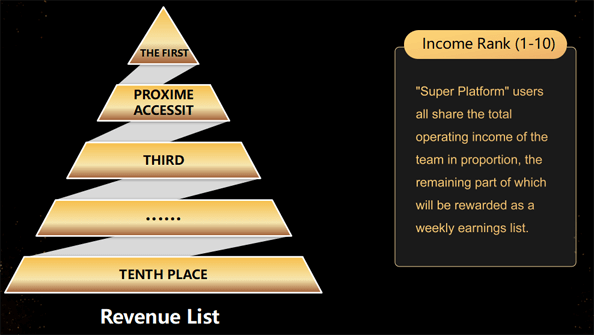 THE FIRST
PROXIME
ACCESSIT
THIRD
......
TENTH PLACE
Revenue List
Income Rank (1-10)
"Super Platform" users
all share the total
operating income of the
team in proportion, the
remaining part of which
will be rewarded as a
weekly earnings list.